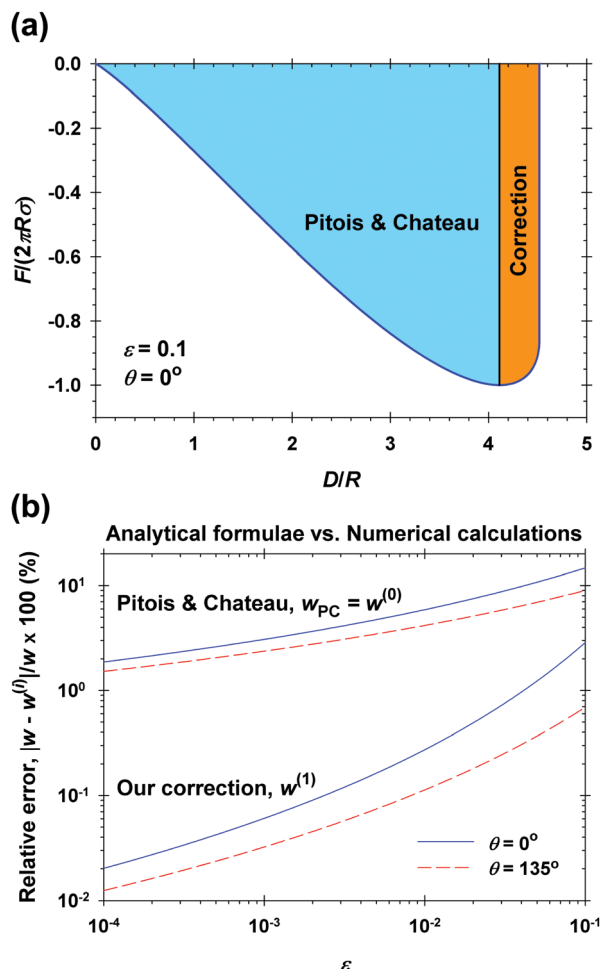 (a)
0.0
-0.2
-0.4
-0.6
-0.8
-1.0
F/(2πRσ)
Pitois & Chateau
Correction
ε = 0.1
θ = 0°
0 1 2 3 4 5
D/R
(b)
Analytical formulae vs. Numerical calculations
Relative error, |w - w⁽ⁱ⁾|/w x 100 (%)
10¹
10⁰
10⁻¹
10⁻²
Pitois & Chateau, wPC = w⁽⁰⁾
Our correction, w⁽¹⁾
θ = 0°
θ = 135°
10⁻⁴ 10⁻³ 10⁻² 10⁻¹
ε